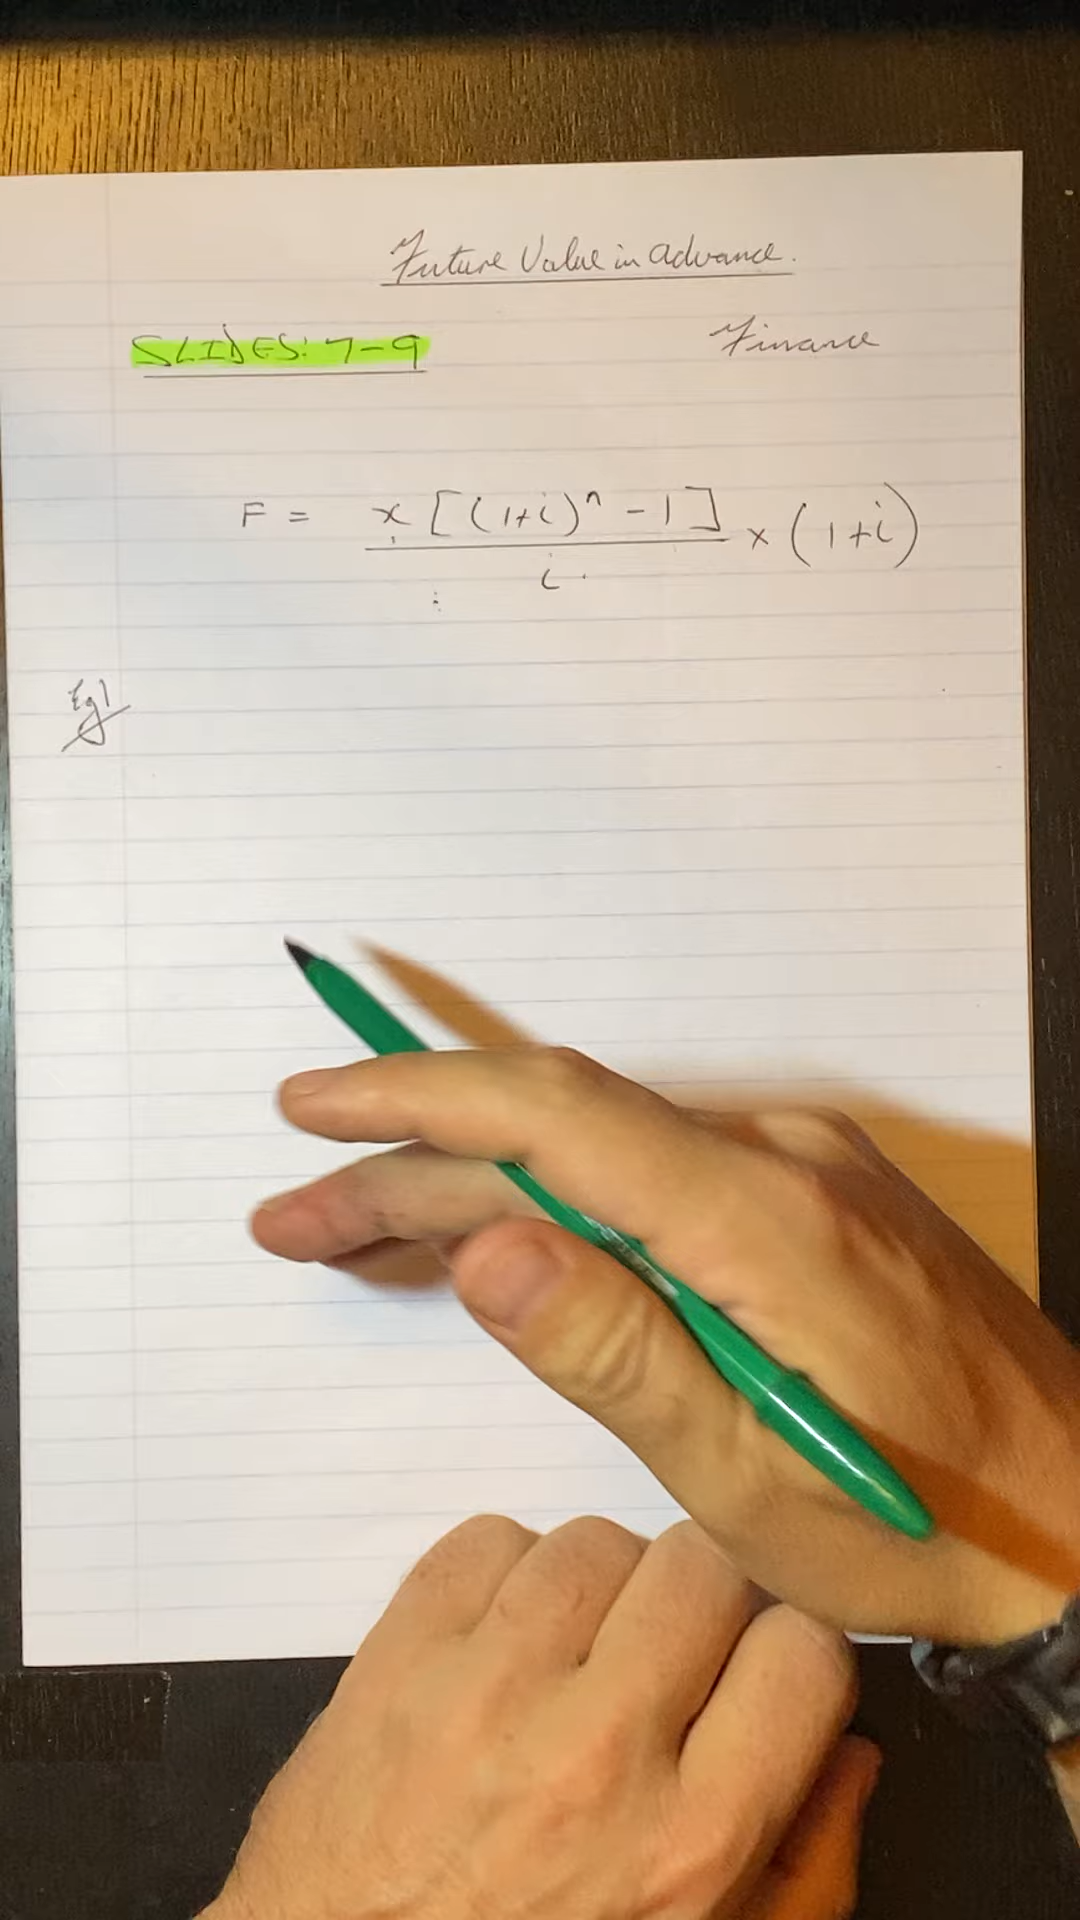 Future Value in advance.
SLIDES: 7-9
Finance
F = x[(1+i)ⁿ - 1] / i × (1+i)
Eg1